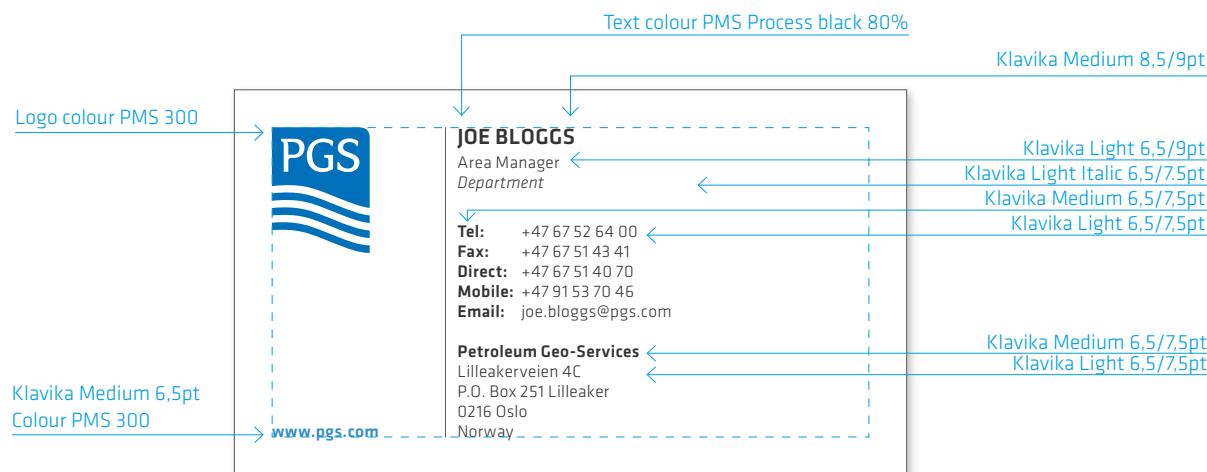 Text colour PMS Process black 80%
Klavika Medium 8,5/9pt
Logo colour PMS 300
PGS
JOE BLOGGS
Area Manager
Department
Klavika Light 6,5/9pt
Klavika Light Italic 6,5/7.5pt
Klavika Medium 6,5/7,5pt
Klavika Light 6,5/7,5pt
Tel: +47 67 52 64 00
Fax: +47 67 51 43 41
Direct: +47 67 51 40 70
Mobile: +47 91 53 70 46
Email: joe.bloggs@pgs.com
Petroleum Geo-Services
Lilleakerveien 4C
P.O. Box 251 Lilleaker
0216 Oslo
Norway
Klavika Medium 6,5/7,5pt
Klavika Light 6,5/7,5pt
Klavika Medium 6,5pt
Colour PMS 300
www.pgs.com